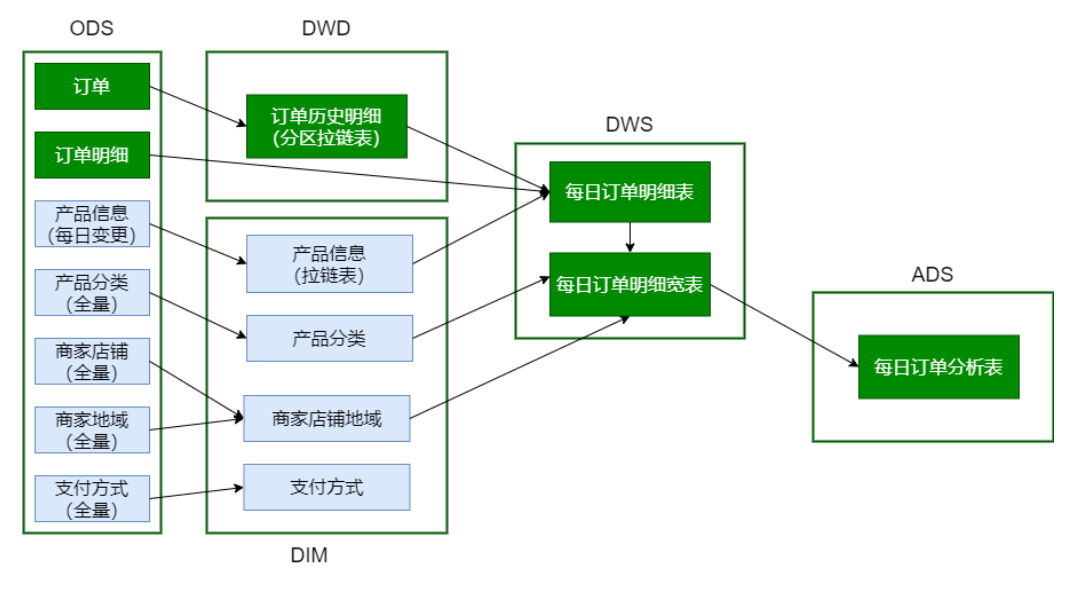 ODS
订单
订单明细
产品信息
(每日变更)
产品分类
(全量)
商家店铺
(全量)
商家地域
(全量)
支付方式
(全量)
DWD
订单历史明细
(分区拉链表)
产品信息
(拉链表)
产品分类
商家店铺地域
支付方式
DIM
DWS
每日订单明细表
每日订单明细宽表
ADS
每日订单分析表